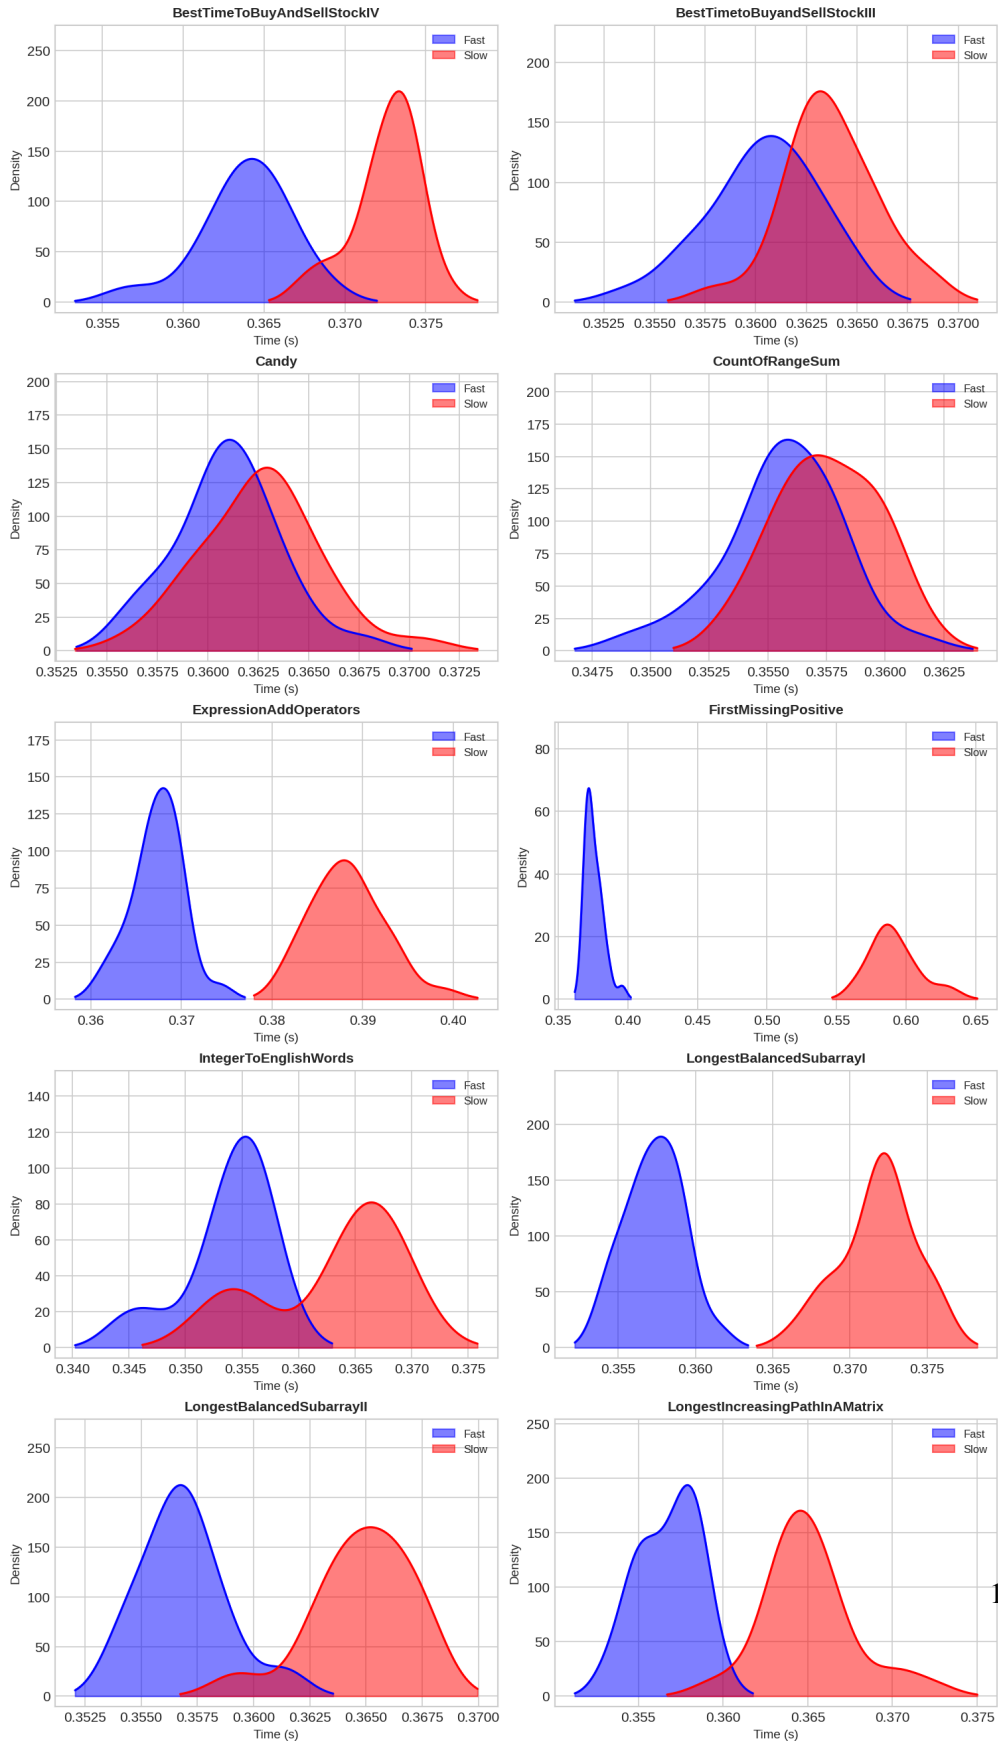 BestTimeToBuyAndSellStockIV
Fast
Slow
250
200
150
100
50
0
Density
0.355 0.360 0.365 0.370 0.375
Time (s)
BestTimetoBuyandSellStockIII
Fast
Slow
200
150
100
50
0
Density
0.3525 0.3550 0.3575 0.3600 0.3625 0.3650 0.3675 0.3700
Time (s)
Candy
Fast
Slow
200
175
150
125
100
75
50
25
0
Density
0.3525 0.3550 0.3575 0.3600 0.3625 0.3650 0.3675 0.3700 0.3725
Time (s)
CountOfRangeSum
Fast
Slow
200
175
150
125
100
75
50
25
0
Density
0.3475 0.3500 0.3525 0.3550 0.3575 0.3600 0.3625
Time (s)
ExpressionAddOperators
Fast
Slow
175
150
125
100
75
50
25
0
Density
0.36 0.37 0.38 0.39 0.40
Time (s)
FirstMissingPositive
Fast
Slow
80
60
40
20
0
Density
0.35 0.40 0.45 0.50 0.55 0.60 0.65
Time (s)
IntegerToEnglishWords
Fast
Slow
140
120
100
80
60
40
20
0
Density
0.340 0.345 0.350 0.355 0.360 0.365 0.370 0.375
Time (s)
LongestBalancedSubarrayI
Fast
Slow
200
150
100
50
0
Density
0.355 0.360 0.365 0.370 0.375
Time (s)
LongestBalancedSubarrayII
Fast
Slow
250
200
150
100
50
0
Density
0.3525 0.3550 0.3575 0.3600 0.3625 0.3650 0.3675 0.3700
Time (s)
LongestIncreasingPathInAMatrix
Fast
Slow
250
200
150
100
50
0
Density
0.355 0.360 0.365 0.370 0.375
Time (s)